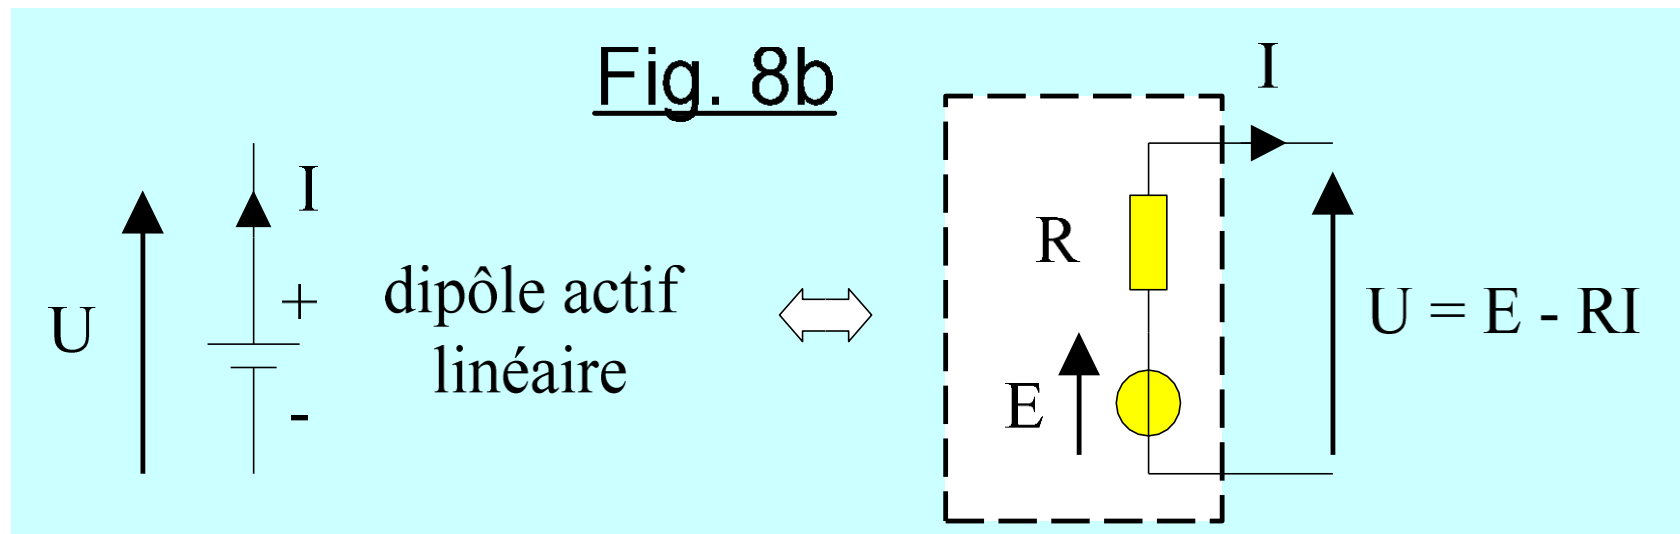 Fig. 8b
I
I
U
+
-
dipôle actif
linéaire
R
E
U = E - RI